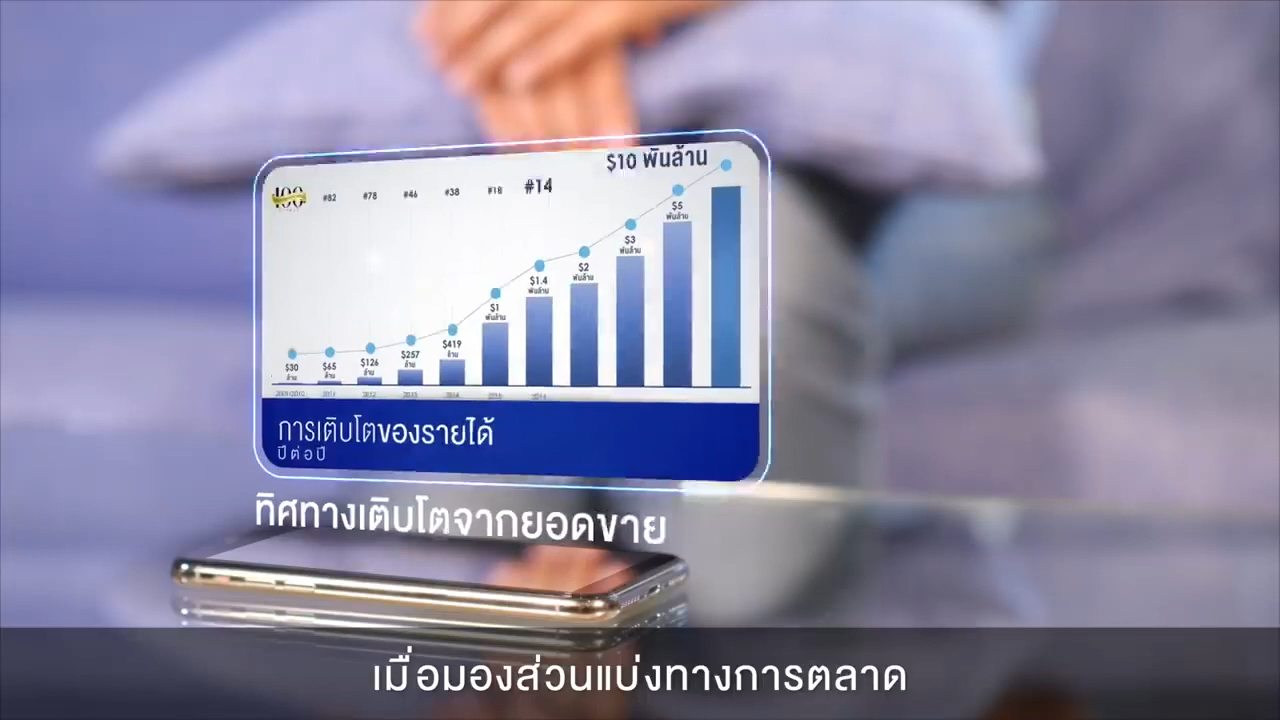 $10 พันล้าน
100 #82 #78 #46 #38 #18 #14
$5
พันล้าน
$3
พันล้าน
$2
พันล้าน
$1.4
พันล้าน
$1
พันล้าน
$419
ล้าน
$257
ล้าน
$126
ล้าน
$65
ล้าน
$30
ล้าน
2011 2012 2013 2014
การเติบโตของรายได้
ปีต่อปี
ทิศทางเติบโตจากยอดขาย
เมื่อมองส่วนแบ่งทางการตลาด